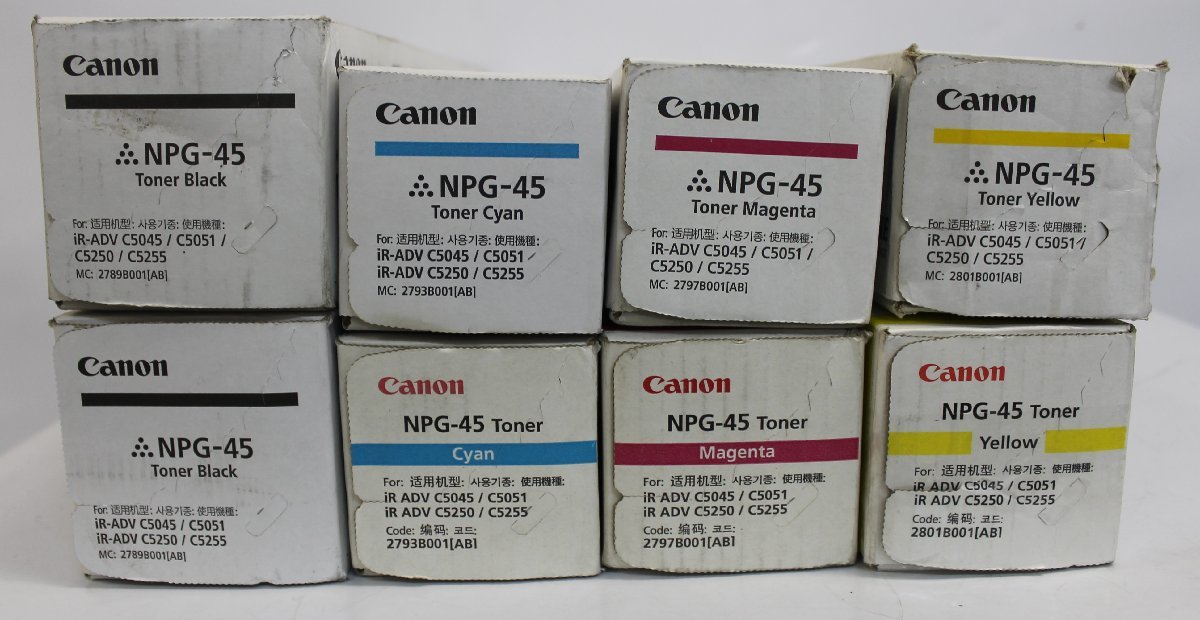 Canon
NPG-45
Toner Black
For: 适用机型: 사용기종: 使用機種:
iR-ADV C5045 / C5051 /
C5250 / C5255
MC: 2789B001[AB]
Canon
Canon
NPG-45
Toner Cyan
For: 适用机型: 사용기종: 使用機種:
iR-ADV C5045 / C5051
iR-ADV C5250 / C5255
MC: 2793B001[AB]
Canon
NPG-45
Toner Magenta
For: 适用机型: 사용기종: 使用機種:
iR-ADV C5045 / C5051 /
C5250 / C5255
MC: 2797B001[AB]
Canon
NPG-45
Toner Yellow
For: 适用机型: 사용기종: 使用機種:
iR-ADV C5045 / C5051 /
C5250 / C5255
MC: 2801B001[AB]
Canon
NPG-45
Toner Black
For: 适用机型: 사용기종: 使用機種:
iR-ADV C5045 / C5051
iR-ADV C5250 / C5255
MC: 2789B001[AB]
Canon
NPG-45 Toner
Cyan
For: 适用机型: 사용기종: 使用機種:
iR ADV C5045 / C5051
iR ADV C5250 / C5255
Code: 编码: 코드:
2793B001[AB]
Canon
NPG-45 Toner
Magenta
For: 适用机型: 사용기종: 使用機種:
iR ADV C5045 / C5051
iR ADV C5250 / C5255
Code: 编码: 코드:
2797B001[AB]
Canon
NPG-45 Toner
Yellow
For: 适用机型: 사용기종: 使用機種:
iR ADV C5045 / C5051
iR ADV C5250 / C5255
Code: 编码: 코드:
2801B001[AB]